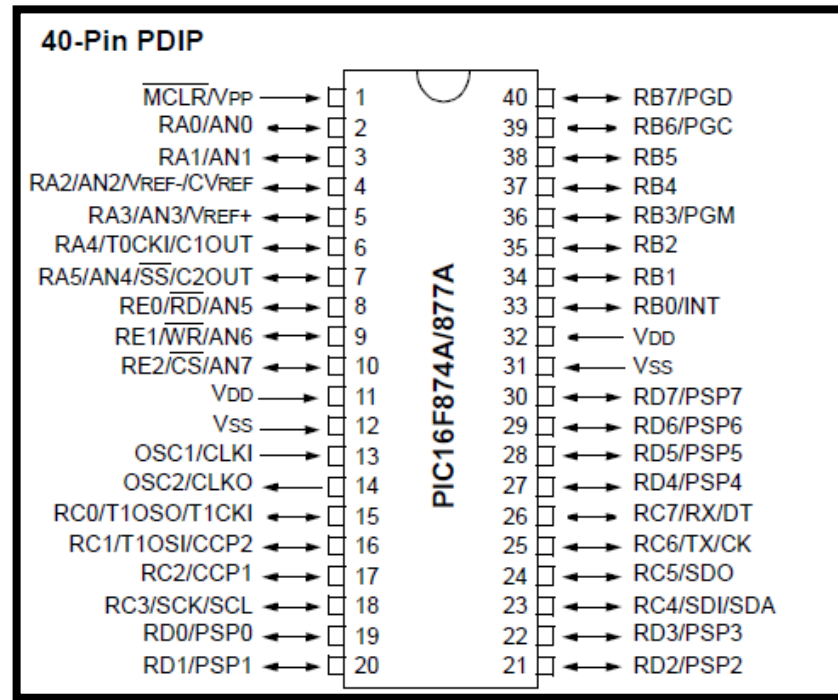 40-Pin PDIP
MCLR/VPP 1 40 RB7/PGD
RA0/AN0 2 39 RB6/PGC
RA1/AN1 3 38 RB5
RA2/AN2/VREF-/CVREF 4 37 RB4
RA3/AN3/VREF+ 5 36 RB3/PGM
RA4/T0CKI/C1OUT 6 35 RB2
RA5/AN4/SS/C2OUT 7 34 RB1
RE0/RD/AN5 8 33 RB0/INT
RE1/WR/AN6 9 32 VDD
RE2/CS/AN7 10 31 VSS
VDD 11 30 RD7/PSP7
VSS 12 29 RD6/PSP6
OSC1/CLKI 13 28 RD5/PSP5
OSC2/CLKO 14 27 RD4/PSP4
RC0/T1OSO/T1CKI 15 26 RC7/RX/DT
RC1/T1OSI/CCP2 16 25 RC6/TX/CK
RC2/CCP1 17 24 RC5/SDO
RC3/SCK/SCL 18 23 RC4/SDI/SDA
RD0/PSP0 19 22 RD3/PSP3
RD1/PSP1 20 21 RD2/PSP2
PIC16F874A/877A